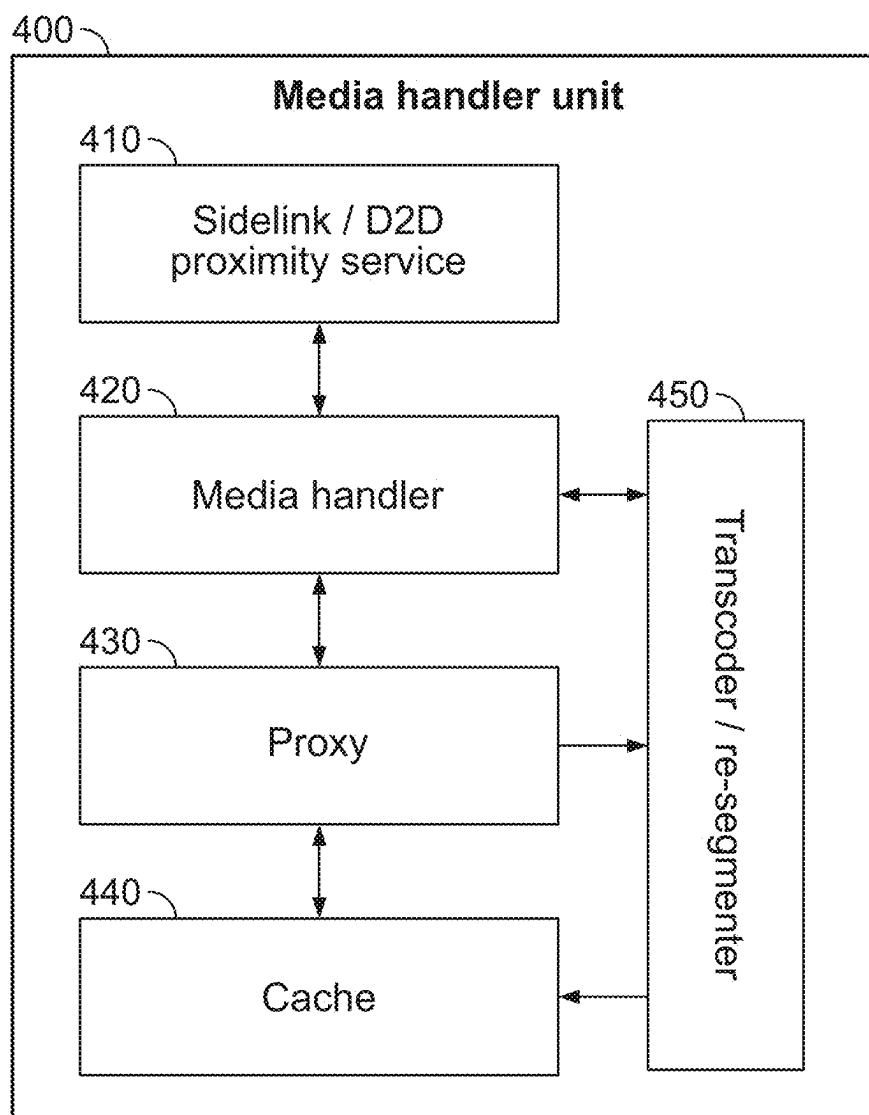 400
Media handler unit
410
Sidelink / D2D
proximity service
420
Media handler
450
Transcoder / re-segmenter
430
Proxy
440
Cache